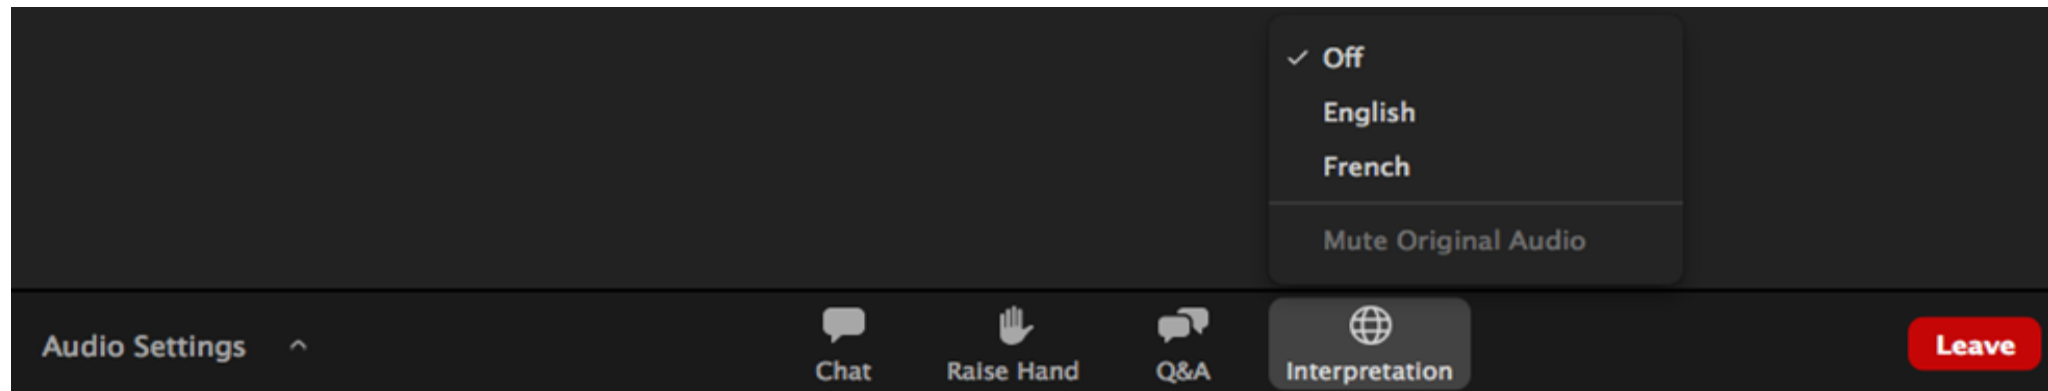 Off
English
French
Mute Original Audio
Audio Settings
Chat
Raise Hand
Q&A
Interpretation
Leave